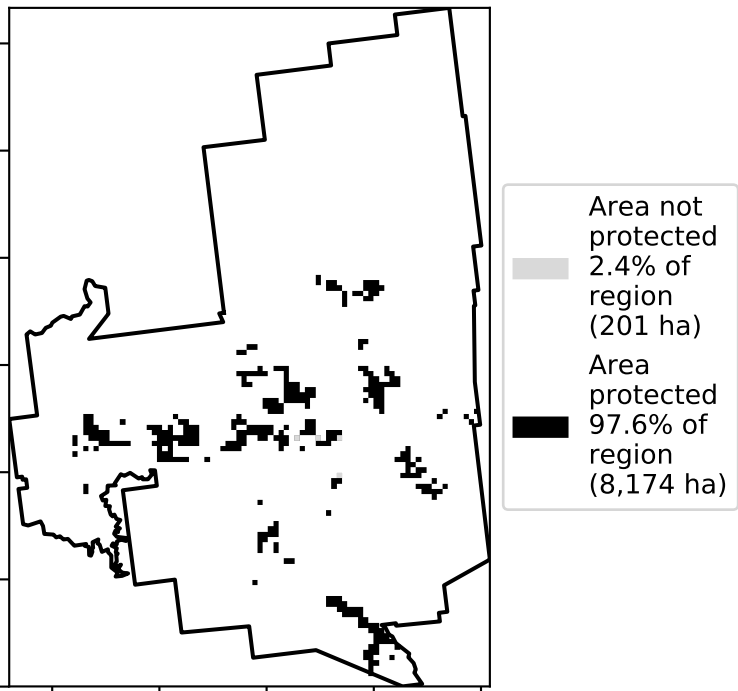 Area not
protected
2.4% of
region
(201 ha)
Area
protected
97.6% of
region
(8,174 ha)